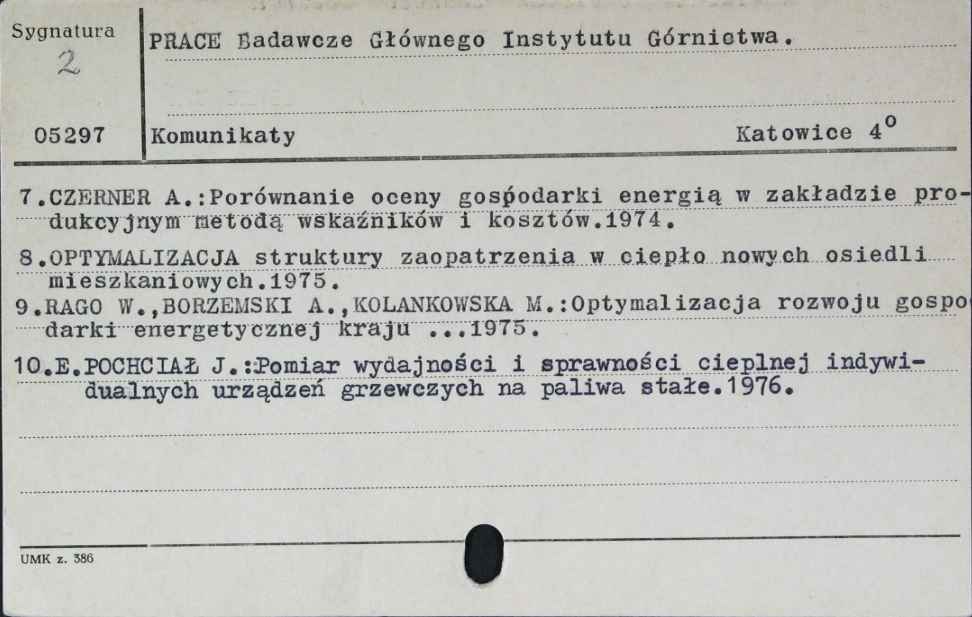 Sygnatura
2
PRACE Badawcze Głównego Instytutu Górnictwa.
05297
Komunikaty
Katowice 4º
7.CZERNER A.:Porównanie oceny gospodarki energią w zakładzie pro-
dukcyjnym metodą wskaźników i kosztów.1974.
8.OPTYMALIZACJA struktury zaopatrzenia w ciepło nowych osiedli
mieszkaniowych.1975.
9.RAGO W.,BORZEMSKI A.,KOLANKOWSKA M.:Optymalizacja rozwoju gospo
darki energetycznej kraju ...1975.
10.E.POCHCIAŁ J.:Pomiar wydajności i sprawności cieplnej indywi-
dualnych urządzeń grzewczych na paliwa stałe.1976.
UMK z. 386